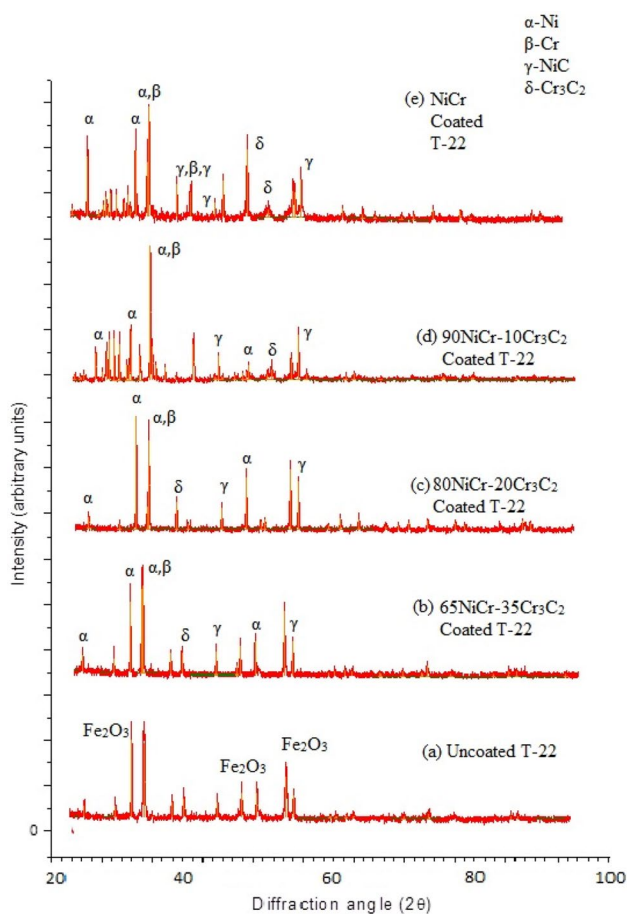 α-Ni
β-Cr
γ-NiC
δ-Cr₃C₂
α
α
α,β
γ,β,γ
γ
δ
δ
γ
(e) NiCr
Coated
T-22
α
α
α,β
γ
α
δ
γ
(d) 90NiCr-10Cr₃C₂
Coated T-22
α
α
α,β
δ
γ
α
γ
(c) 80NiCr-20Cr₃C₂
Coated T-22
α
α
α,β
δ
γ
α
γ
(b) 65NiCr-35Cr₃C₂
Coated T-22
Fe₂O₃
Fe₂O₃
Fe₂O₃
(a) Uncoated T-22
Intensity (arbitrary units)
0
20 40 60 80 100
Diffraction angle (2θ)